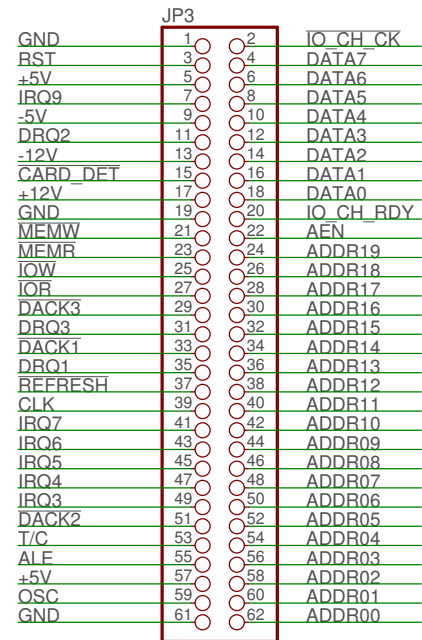 JP3
GND 1 2 IO_CH_CK
RST 3 4 DATA7
+5V 5 6 DATA6
IRQ9 7 8 DATA5
-5V 9 10 DATA4
DRQ2 11 12 DATA3
-12V 13 14 DATA2
CARD_DET 15 16 DATA1
+12V 17 18 DATA0
GND 19 20 IO_CH_RDY
MEMW 21 22 AEN
MEMR 23 24 ADDR19
IOW 25 26 ADDR18
IOR 27 28 ADDR17
DACK3 29 30 ADDR16
DRQ3 31 32 ADDR15
DACK1 33 34 ADDR14
DRQ1 35 36 ADDR13
REFRESH 37 38 ADDR12
CLK 39 40 ADDR11
IRQ7 41 42 ADDR10
IRQ6 43 44 ADDR09
IRQ5 45 46 ADDR08
IRQ4 47 48 ADDR07
IRQ3 49 50 ADDR06
DACK2 51 52 ADDR05
T/C 53 54 ADDR04
ALE 55 56 ADDR03
+5V 57 58 ADDR02
OSC 59 60 ADDR01
GND 61 62 ADDR00